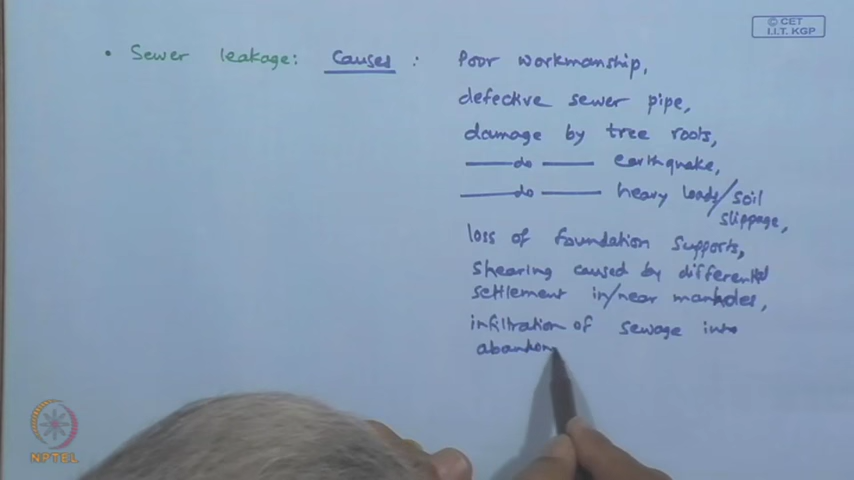 © CET
I.I.T. KGP
• Sewer leakage: Causes : Poor workmanship,
defective sewer pipe,
damage by tree roots,
—do— earthquake,
—do— heavy loads/soil
slippage,
loss of foundation supports,
shearing caused by differential
settlement in/near manholes,
infiltration of sewage into
abandon
NPTEL